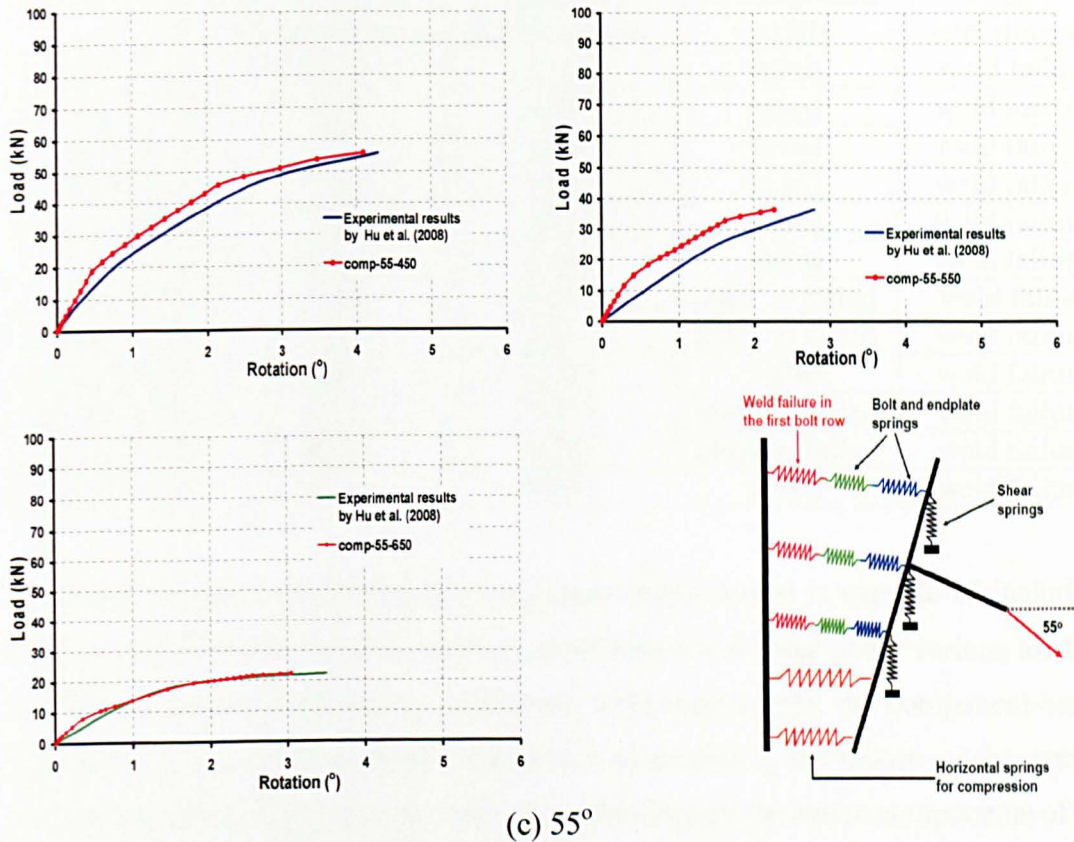 100
90
80
70
60
50
40
30
20
10
0
Load (kN)
0 1 2 3 4 5 6
Rotation (°)
Experimental results
by Hu et al. (2008)
comp-55-450
100
90
80
70
60
50
40
30
20
10
0
Load (kN)
0 1 2 3 4 5 6
Rotation (°)
Experimental results
by Hu et al. (2008)
comp-55-550
100
90
80
70
60
50
40
30
20
10
0
Load (kN)
0 1 2 3 4 5 6
Rotation (°)
Experimental results
by Hu et al. (2008)
comp-55-650
Weld failure in
the first bolt row
Bolt and endplate
springs
Shear
springs
55°
Horizontal springs
for compression
(c) 55°